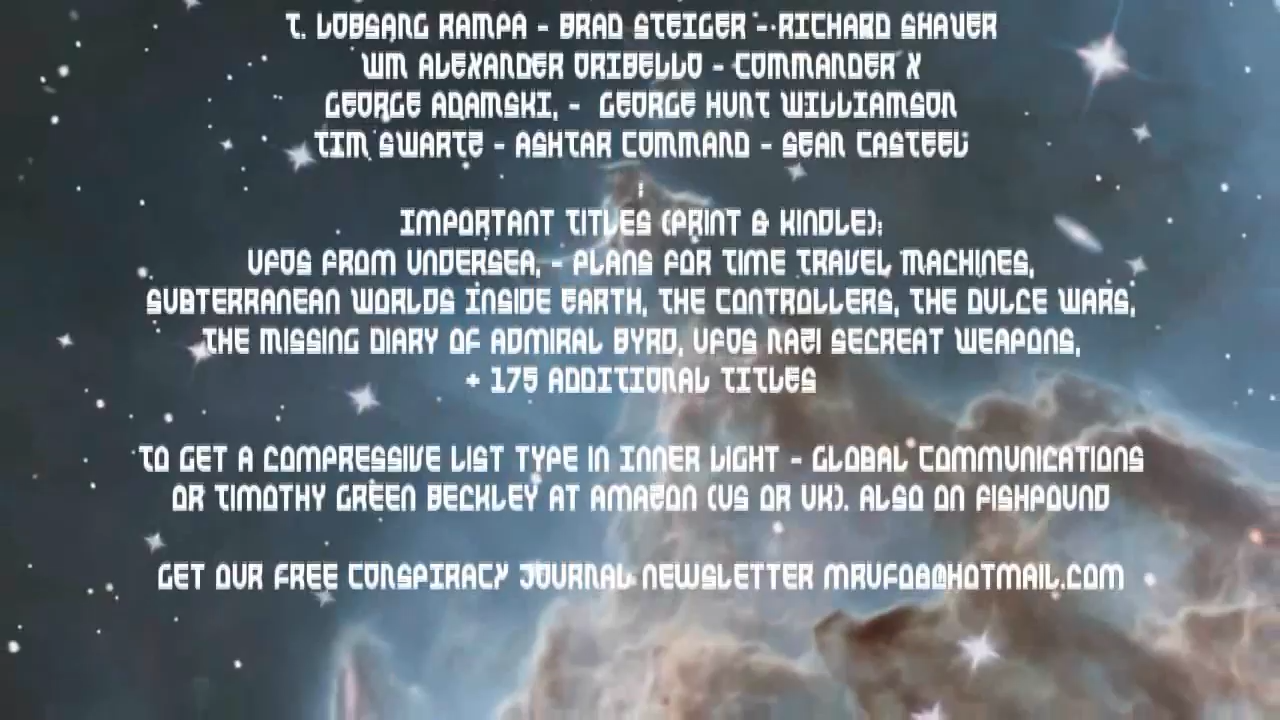 T. LOBSANG RAMPA - BRAD STEIGER - RICHARD SHAVER
WM ALEXANDER ORIBELLO - COMMANDER X
GEORGE ADAMSKI, - GEORGE HUNT WILLIAMSON
TIM SWARTZ - ASHTAR COMMAND - SEAN CASTEEL
:
IMPORTANT TITLES (PRINT & KINDLE):
UFOS FROM UNDERSEA, - PLANS FOR TIME TRAVEL MACHINES,
SUBTERRANEAN WORLDS INSIDE EARTH, THE CONTROLLERS, THE DULCE WARS,
THE MISSING DIARY OF ADMIRAL BYRD, UFOS NAZI SECREAT WEAPONS,
+ 175 ADDITIONAL TITLES
TO GET A COMPRESSIVE LIST TYPE IN INNER LIGHT - GLOBAL COMMUNICATIONS
OR TIMOTHY GREEN BECKLEY AT AMAZON (US OR UK). ALSO ON FISHPOUND
GET OUR FREE CONSPIRACY JOURNAL NEWSLETTER MRUFO8@HOTMAIL.COM